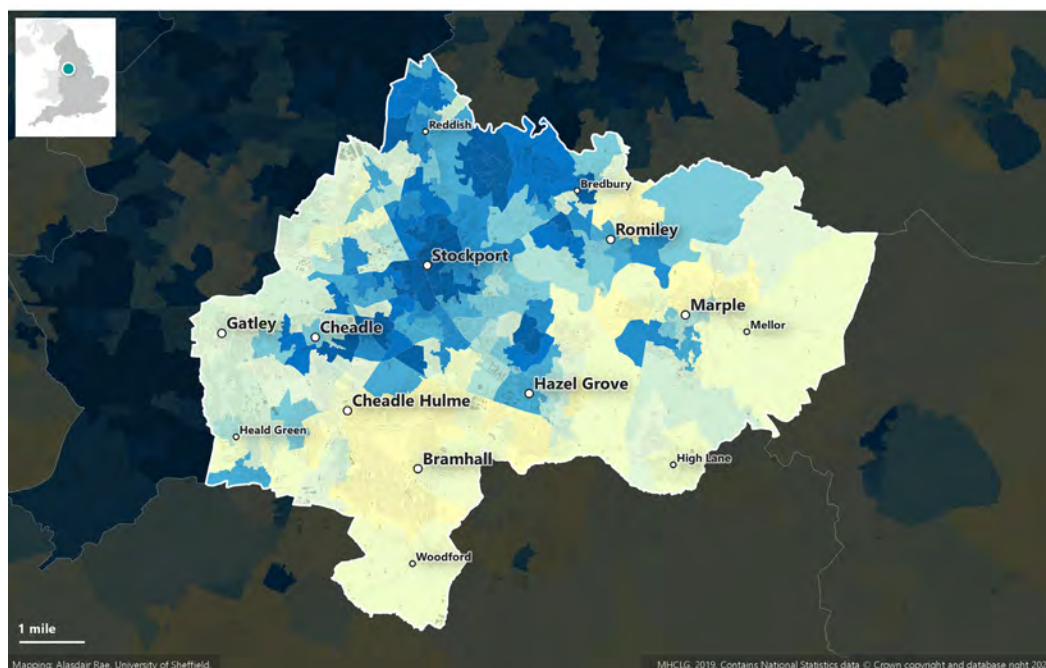 Reddish
Bredbury
Romiley
Stockport
Marple
Gatley
Cheadle
Mellor
Hazel Grove
Cheadle Hulme
Heald Green
Bramhall
High Lane
Woodford
1 mile
Mapping: Alasdair Rae, University of Sheffield.
MHCLG, 2019. Contains National Statistics data © Crown copyright and database right 20